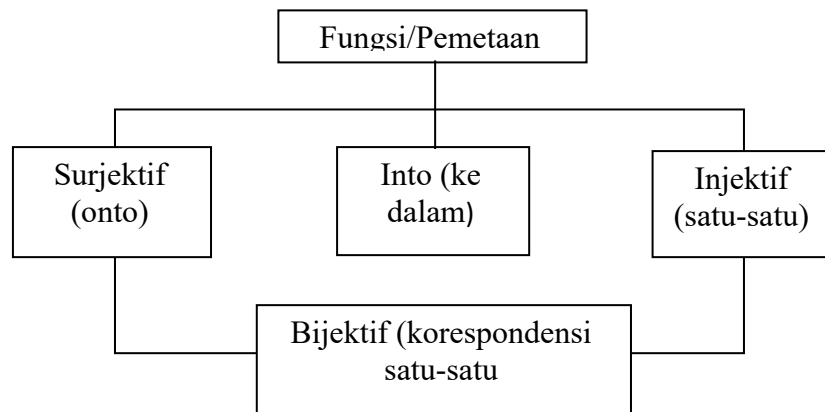 Fungsi/Pemetaan
Surjektif
(onto)
Into (ke
dalam)
Injektif
(satu-satu)
Bijektif (korespondensi
satu-satu